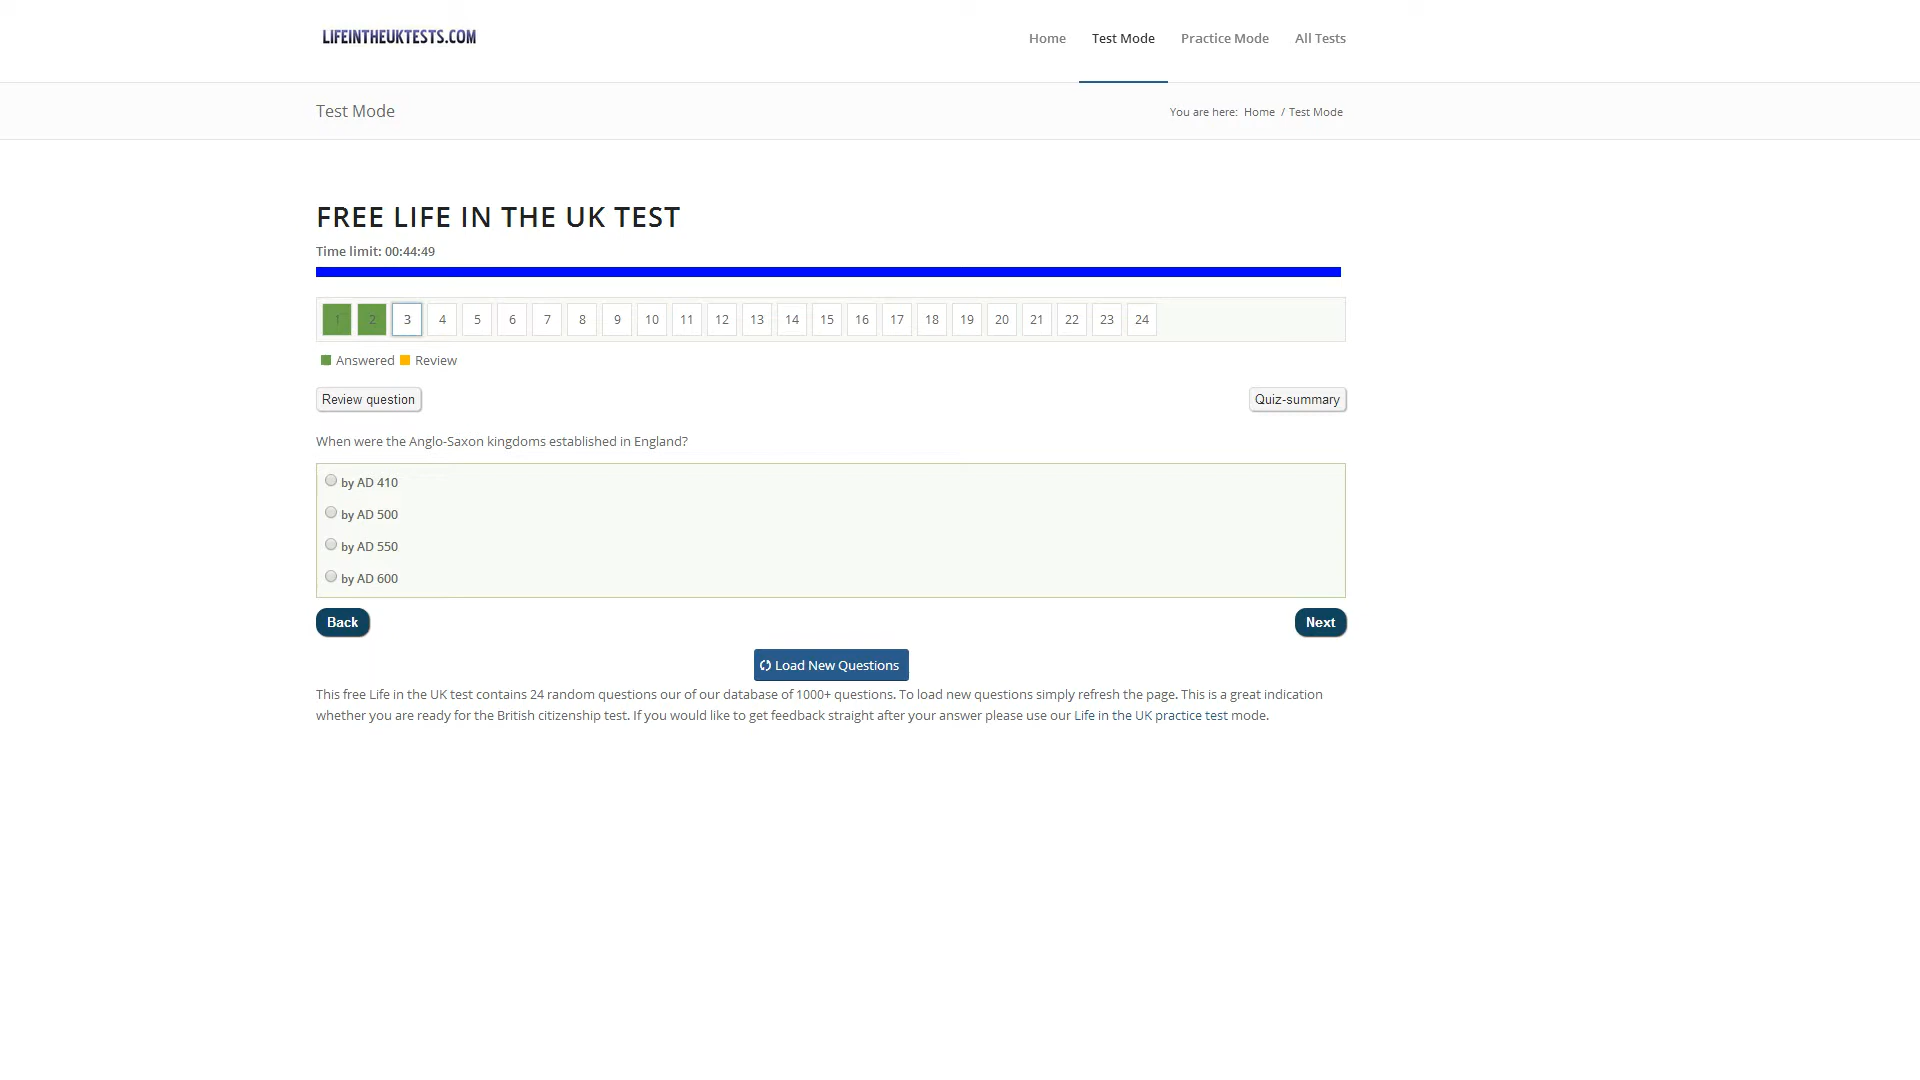 LIFEINTHEUKTESTS.COM
Home Test Mode Practice Mode All Tests
Test Mode
You are here: Home / Test Mode
FREE LIFE IN THE UK TEST
Time limit: 00:44:49
1 2 3 4 5 6 7 8 9 10 11 12 13 14 15 16 17 18 19 20 21 22 23 24
Answered Review
Review question
Quiz-summary
When were the Anglo-Saxon kingdoms established in England?
by AD 410
by AD 500
by AD 550
by AD 600
Back
Next
Load New Questions
This free Life in the UK test contains 24 random questions our of our database of 1000+ questions. To load new questions simply refresh the page. This is a great indication
whether you are ready for the British citizenship test. If you would like to get feedback straight after your answer please use our Life in the UK practice test mode.